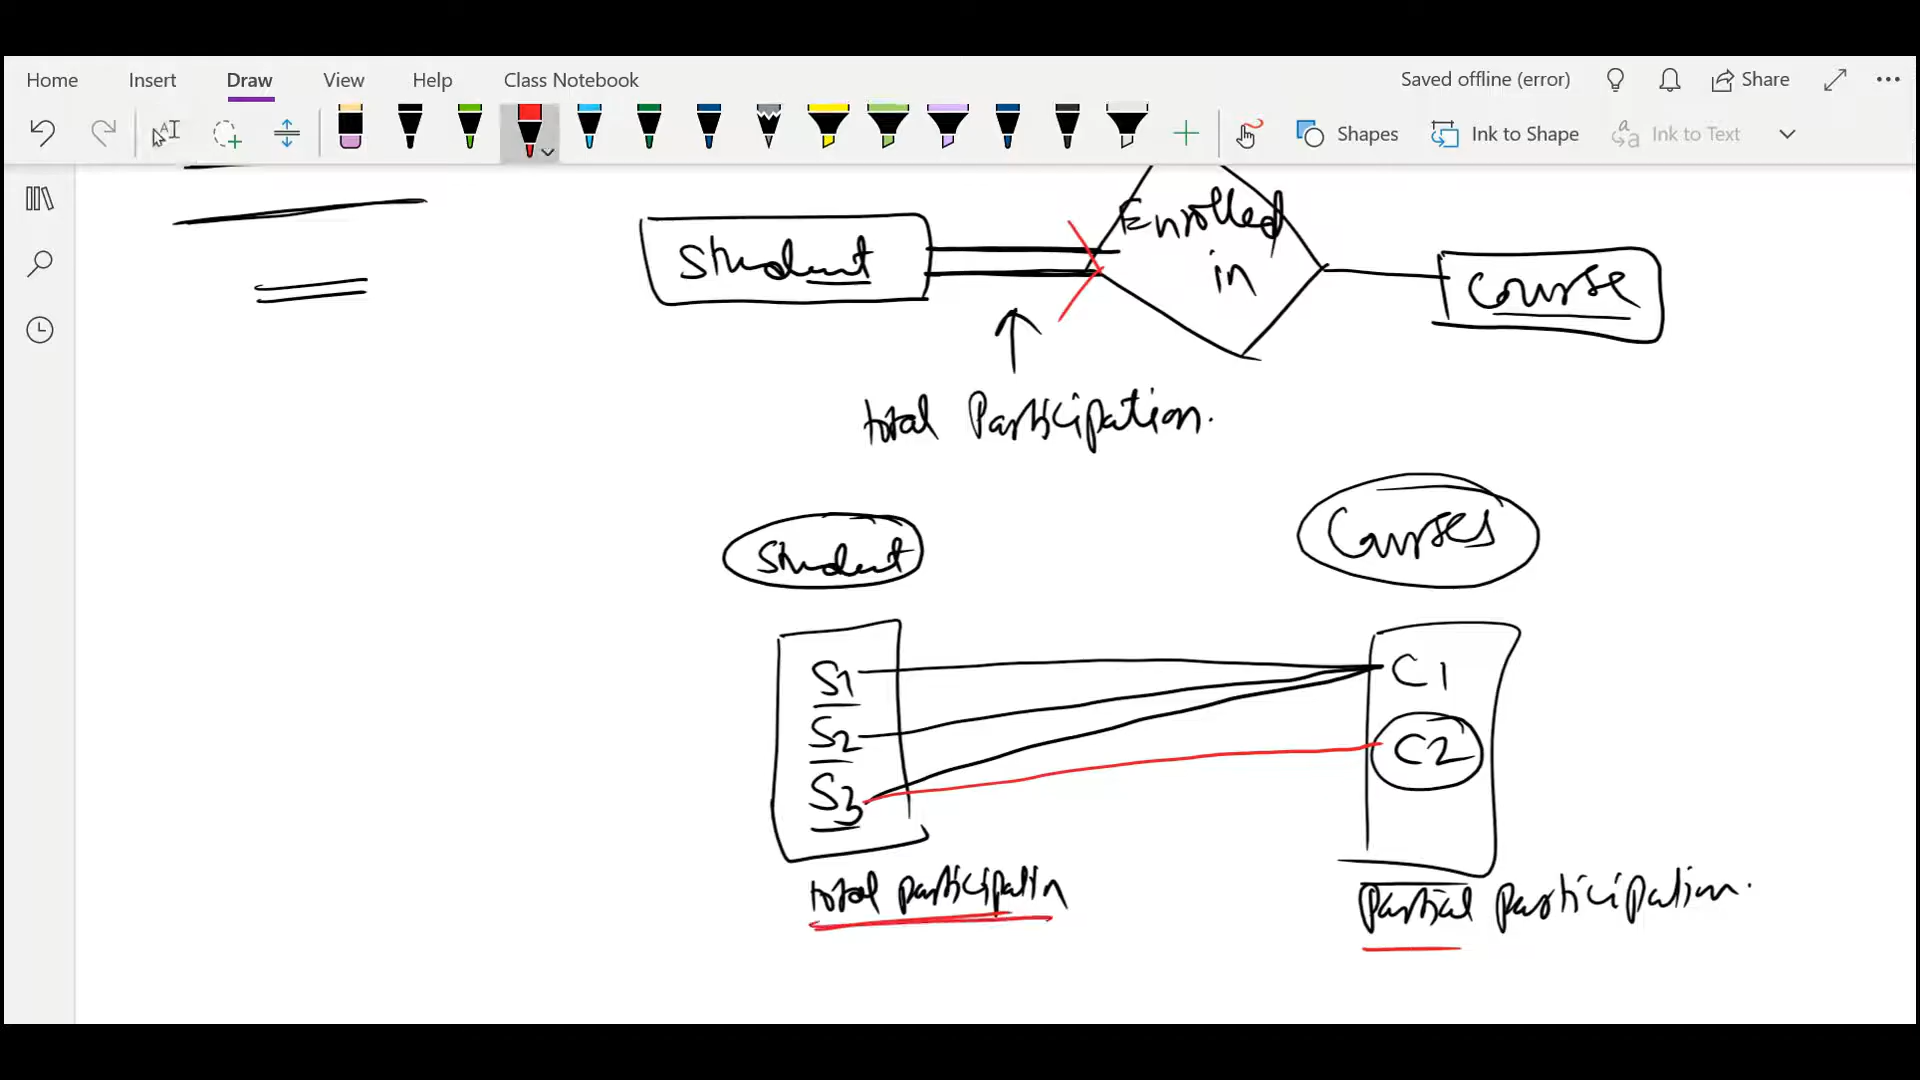 Home Insert Draw View Help Class Notebook Saved offline (error) Share
Shapes Ink to Shape Ink to Text
Enrolled
in
Student
Course
total Participation.
Student
Courses
S1
C1
S2
C2
S3
total participatin
partial participation.